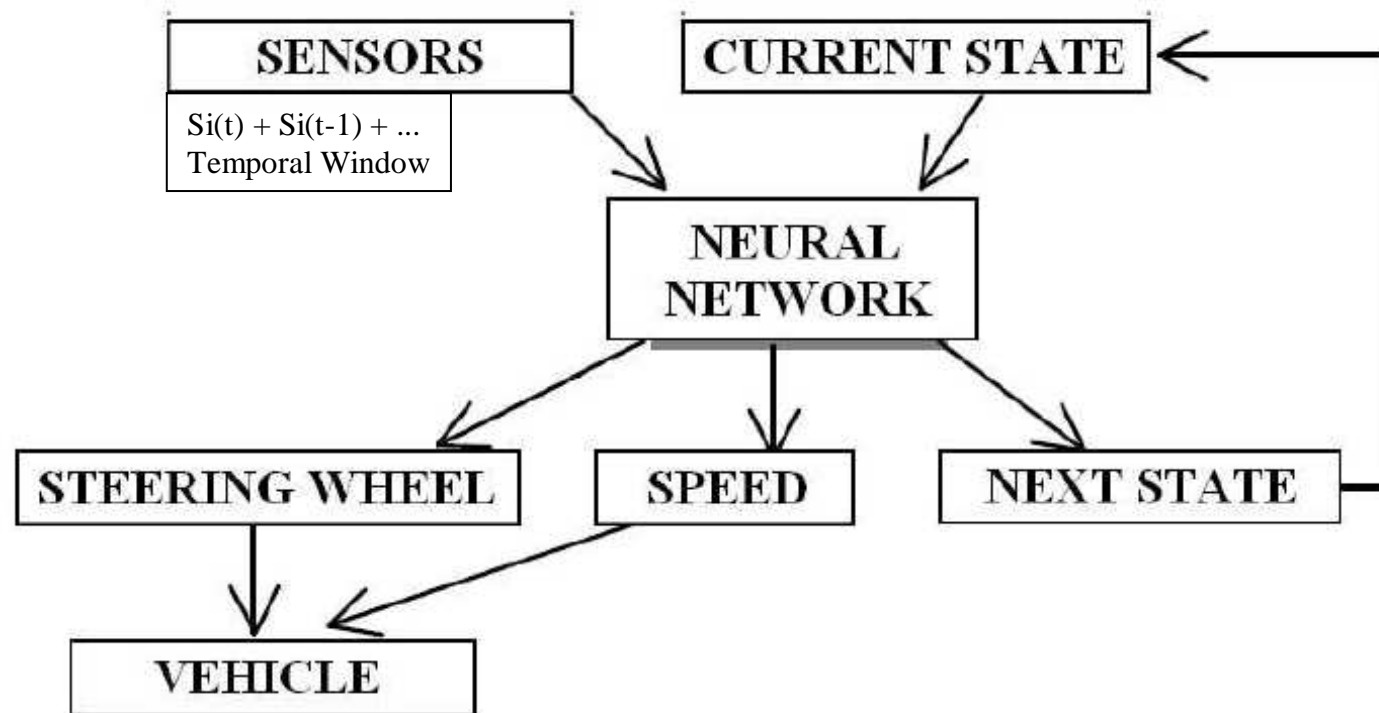 SENSORS
CURRENT STATE
Si(t) + Si(t-1) + ...
Temporal Window
NEURAL
NETWORK
STEERING WHEEL
SPEED
NEXT STATE
VEHICLE